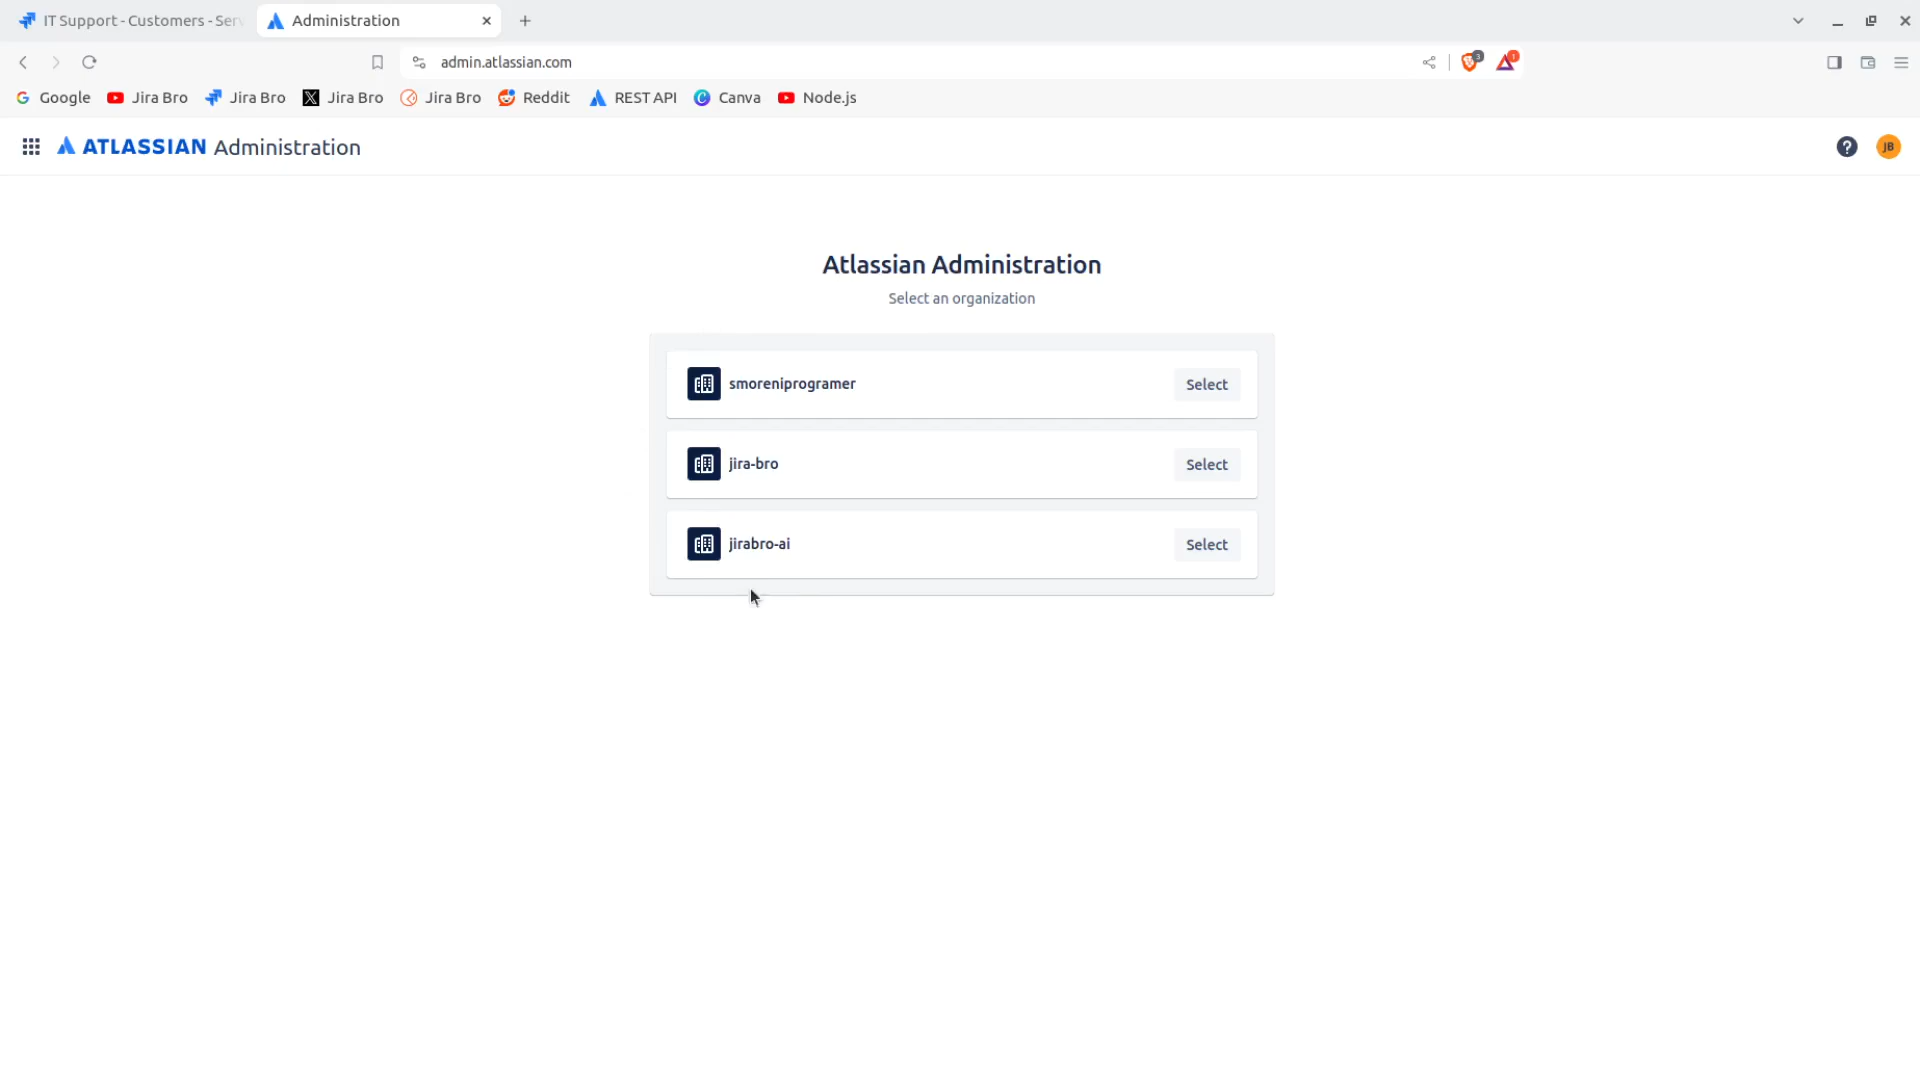 IT Support - Customers - Ser
Administration
admin.atlassian.com
3
1
Google
Jira Bro
Jira Bro
Jira Bro
Jira Bro
Reddit
REST API
Canva
Node.js
ATLASSIAN Administration
?
JB
Atlassian Administration
Select an organization
smoreniprogramer
Select
jira-bro
Select
jirabro-ai
Select